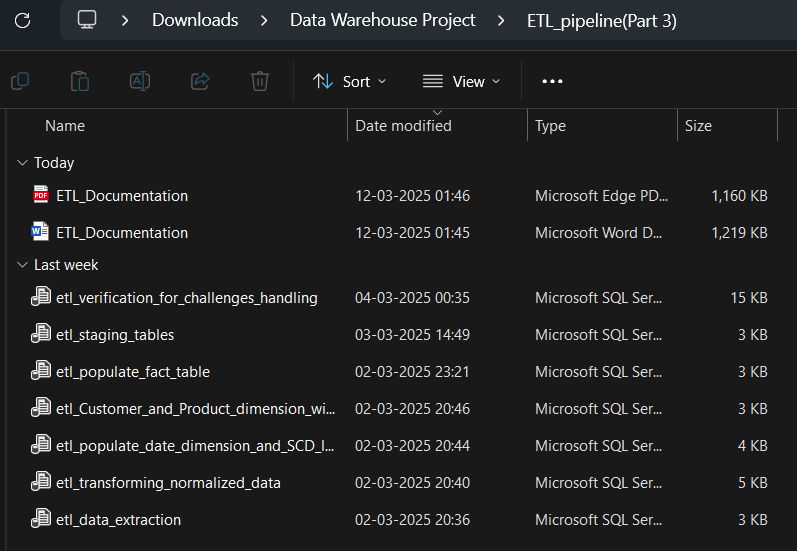 Downloads > Data Warehouse Project > ETL_pipeline(Part 3)
Sort View
Name Date modified Type Size
Today
PDF ETL_Documentation 12-03-2025 01:46 Microsoft Edge PD... 1,160 KB
W ETL_Documentation 12-03-2025 01:45 Microsoft Word D... 1,219 KB
Last week
etl_verification_for_challenges_handling 04-03-2025 00:35 Microsoft SQL Ser... 15 KB
etl_staging_tables 03-03-2025 14:49 Microsoft SQL Ser... 3 KB
etl_populate_fact_table 02-03-2025 23:21 Microsoft SQL Ser... 3 KB
etl_Customer_and_Product_dimension_wi... 02-03-2025 20:46 Microsoft SQL Ser... 3 KB
etl_populate_date_dimension_and_SCD_I... 02-03-2025 20:44 Microsoft SQL Ser... 4 KB
etl_transforming_normalized_data 02-03-2025 20:40 Microsoft SQL Ser... 5 KB
etl_data_extraction 02-03-2025 20:36 Microsoft SQL Ser... 3 KB